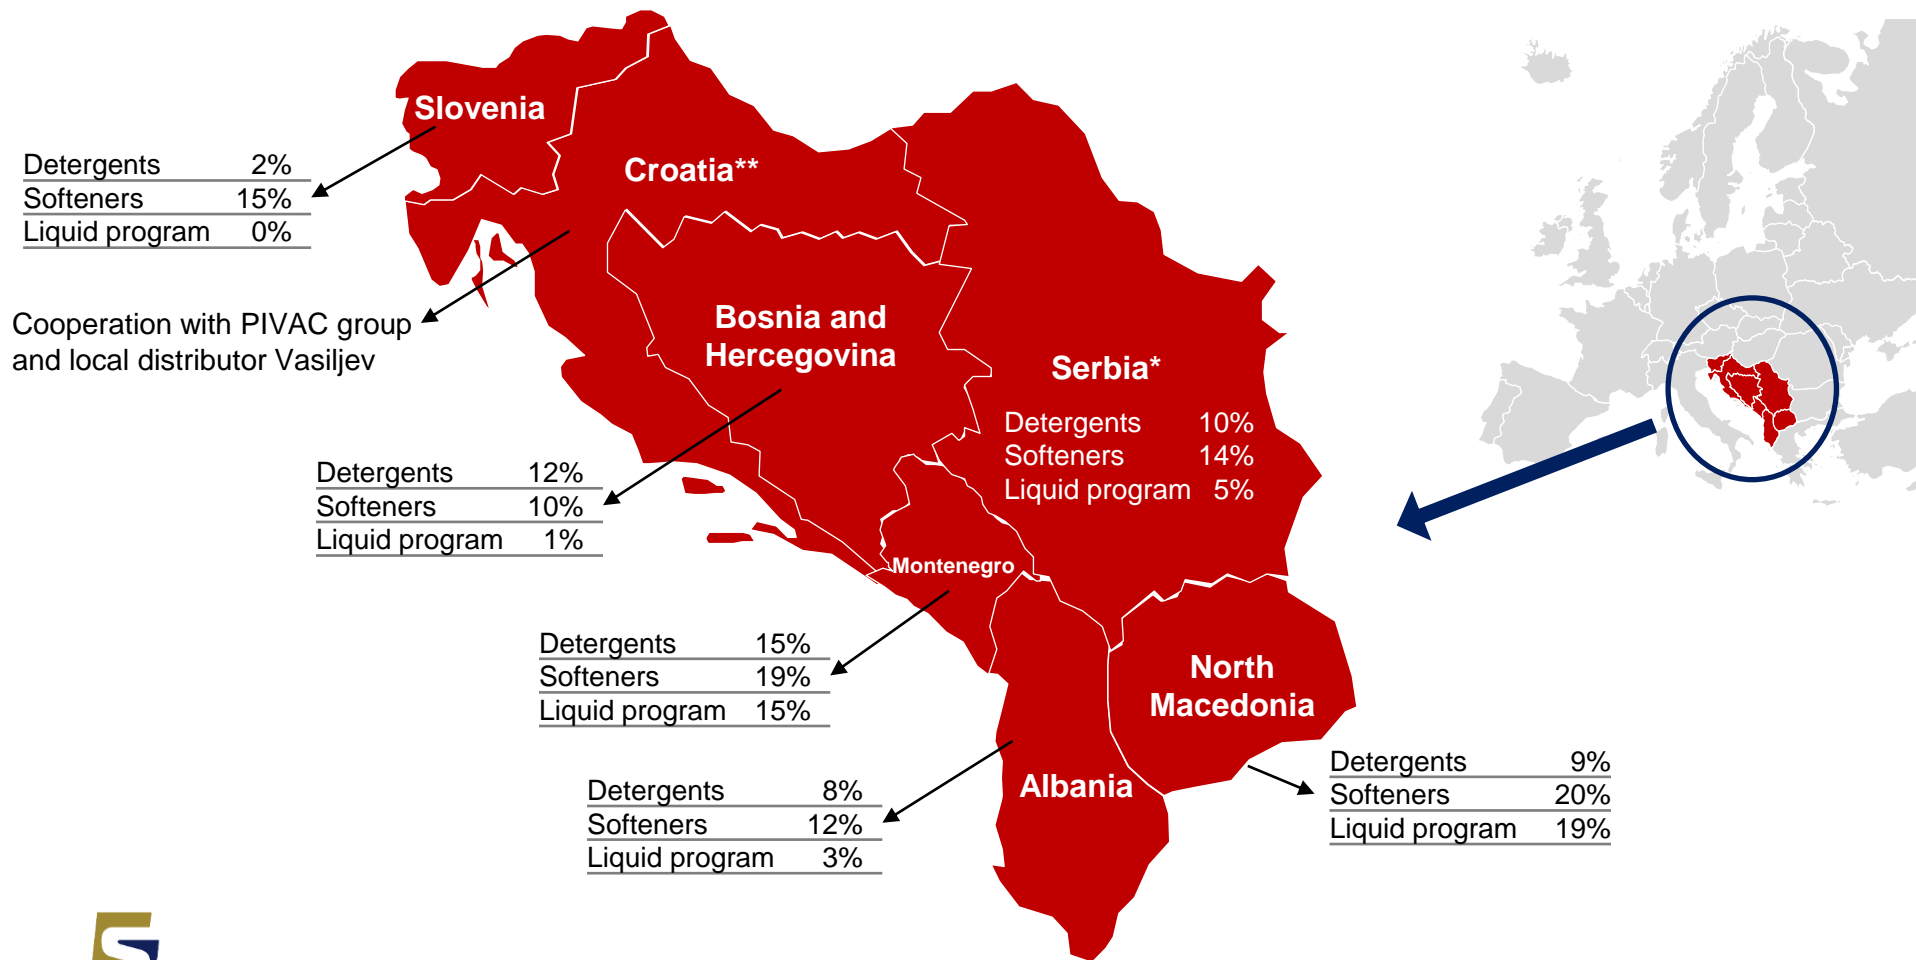 Slovenia
Detergents 2%
Softeners 15%
Liquid program 0%
Croatia**
Cooperation with PIVAC group
and local distributor Vasiljev
Bosnia and
Hercegovina
Detergents 12%
Softeners 10%
Liquid program 1%
Serbia*
Detergents 10%
Softeners 14%
Liquid program 5%
Montenegro
Detergents 15%
Softeners 19%
Liquid program 15%
North
Macedonia
Detergents 9%
Softeners 20%
Liquid program 19%
Albania
Detergents 8%
Softeners 12%
Liquid program 3%